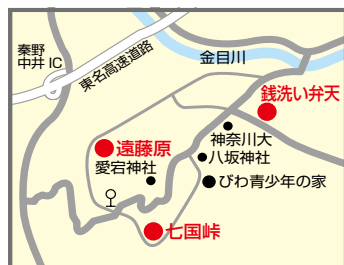 秦野
中井 IC
東名高速道路
金目川
銭洗い弁天
神奈川大
遠藤原
八坂神社
愛宕神社
びわ青少年の家
七国峠